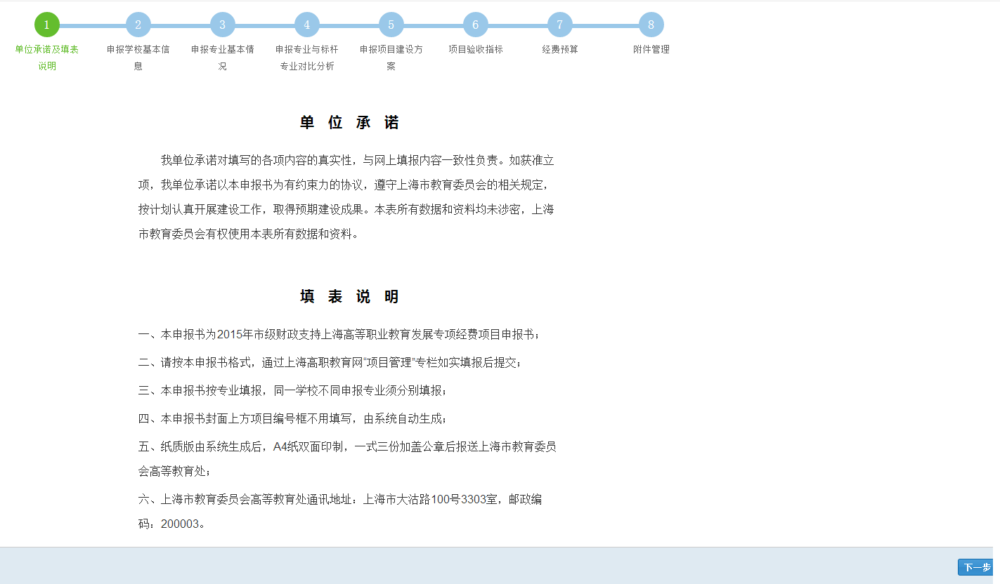 1 2 3 4 5 6 7 8
单位承诺及填表 申报学校基本信 申报专业基本情 申报专业与标杆 申报项目建设方 项目验收指标 经费预算 附件管理
说明 息 况 专业对比分析 案
单 位 承 诺
我单位承诺对填写的各项内容的真实性，与网上填报内容一致性负责。如获准立
项，我单位承诺以本申报书为有约束力的协议，遵守上海市教育委员会的相关规定，
按计划认真开展建设工作，取得预期建设成果。本表所有数据和资料均未涉密，上海
市教育委员会有权使用本表所有数据和资料。
填 表 说 明
一、本申报书为2015年市级财政支持上海高等职业教育发展专项经费项目申报书；
二、请按本申报书格式，通过上海高职教育网“项目管理”专栏如实填报后提交；
三、本申报书按专业填报，同一学校不同申报专业须分别填报；
四、本申报书封面上方项目编号框不用填写，由系统自动生成；
五、纸质版由系统生成后，A4纸双面印制，一式三份加盖公章后报送上海市教育委员
会高等教育处；
六、上海市教育委员会高等教育处通讯地址：上海市大沽路100号3303室，邮政编
码：200003。
下一步